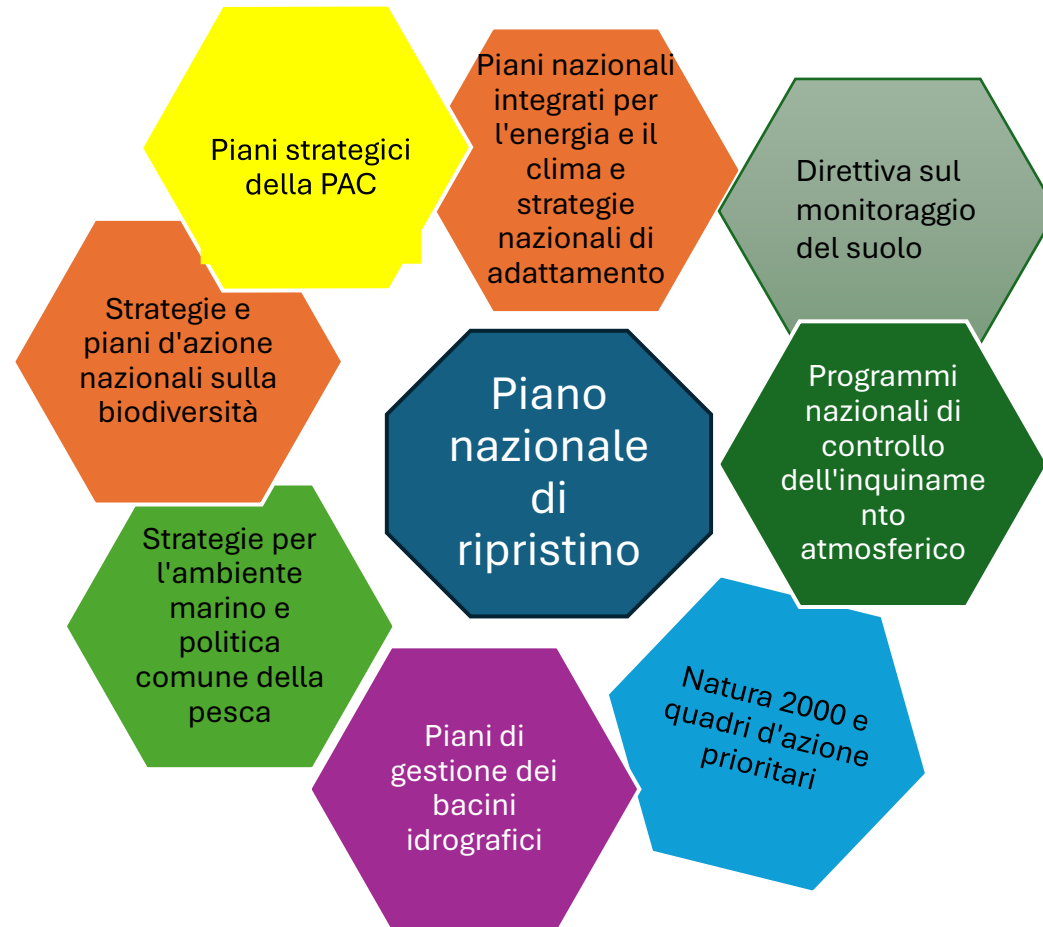 Piani strategici
della PAC
Piani nazionali
integrati per
l'energia e il
clima e
strategie
nazionali di
adattamento
Direttiva sul
monitoraggio
del suolo
Strategie e
piani d'azione
nazionali sulla
biodiversità
Piano
nazionale
di
ripristino
Programmi
nazionali di
controllo
dell'inquiname
nto
atmosferico
Strategie per
l'ambiente
marino e
politica
comune della
pesca
Piani di
gestione dei
bacini
idrografici
Natura 2000 e
quadri d'azione
prioritari